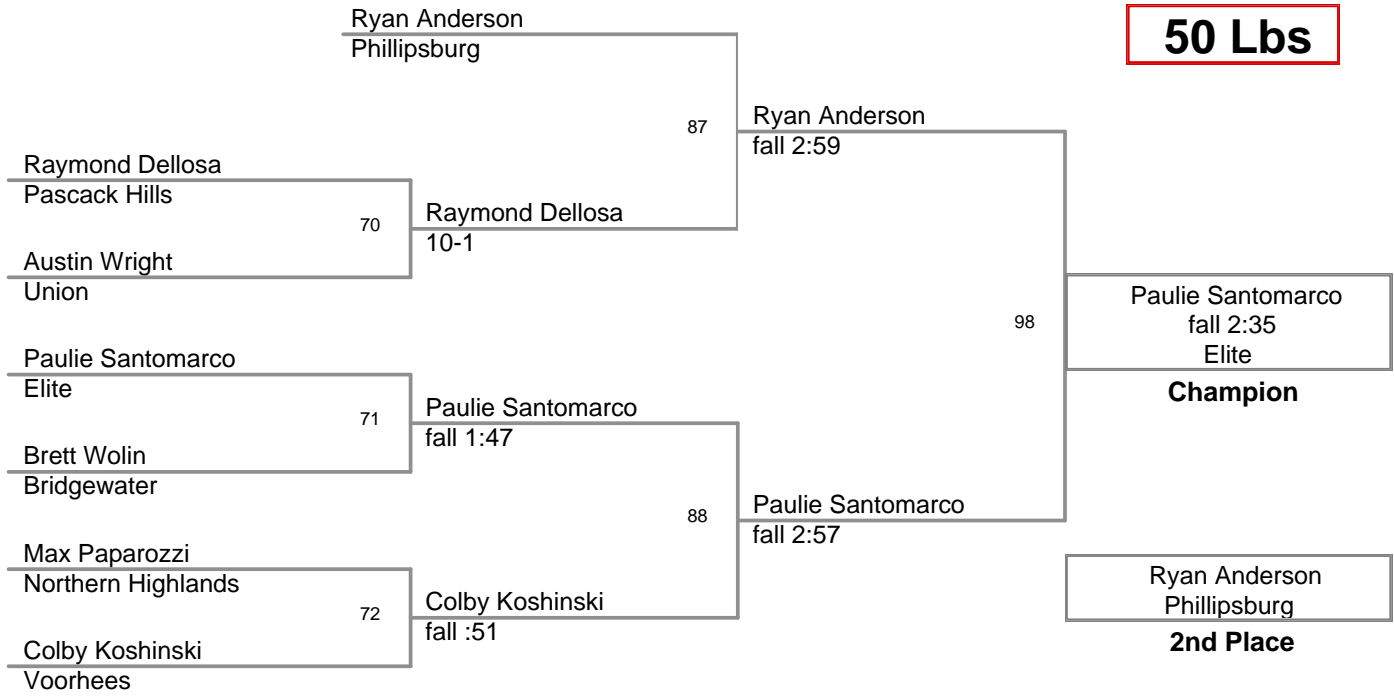 Ryan Anderson
Phillipsburg
50 Lbs
87
Ryan Anderson
fall 2:59
Raymond Dellosa
Pascack Hills
70
Raymond Dellosa
10-1
Austin Wright
Union
98
Paulie Santomarco
fall 2:35
Elite
Champion
Paulie Santomarco
Elite
71
Paulie Santomarco
fall 1:47
Brett Wolin
Bridgewater
88
Paulie Santomarco
fall 2:57
Max Paparozzi
Northern Highlands
72
Colby Koshinski
fall :51
Colby Koshinski
Voorhees
Ryan Anderson
Phillipsburg
2nd Place